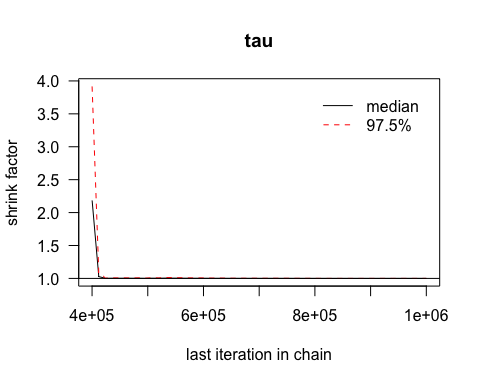 tau
4.0
3.5
3.0
2.5
2.0
1.5
1.0
shrink factor
median
97.5%
4e+05
6e+05
8e+05
1e+06
last iteration in chain